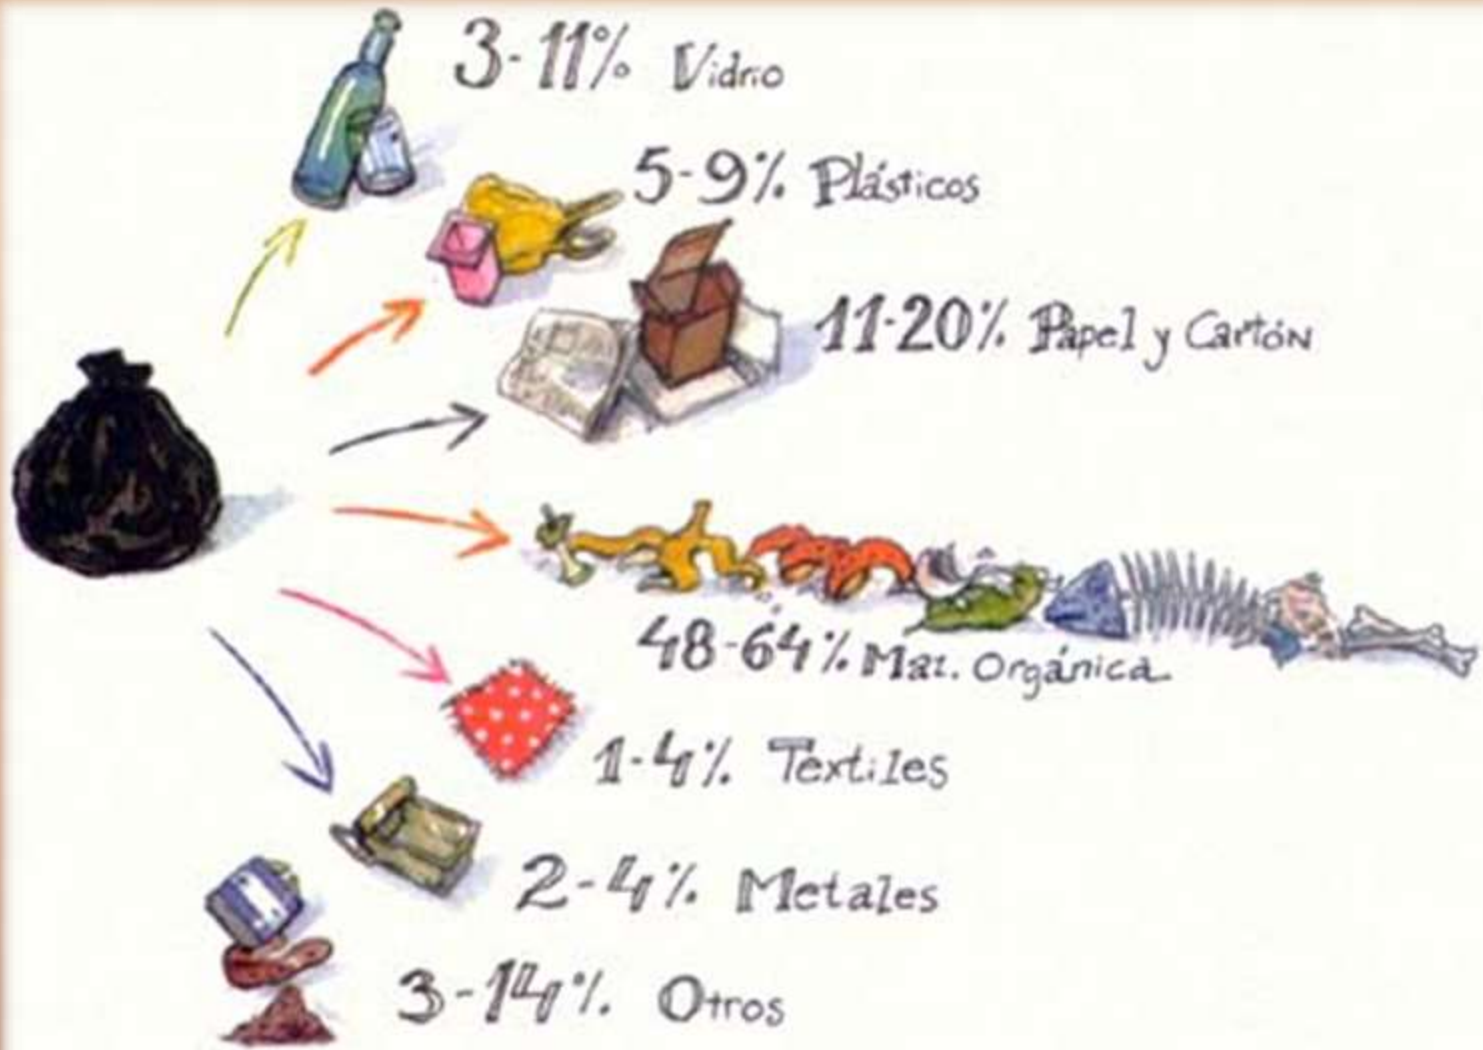 3-11% Vidrio
5-9% Plásticos
11-20% Papel y Cartón
48-64% Mat. Orgánica
1-4% Textiles
2-4% Metales
3-14% Otros